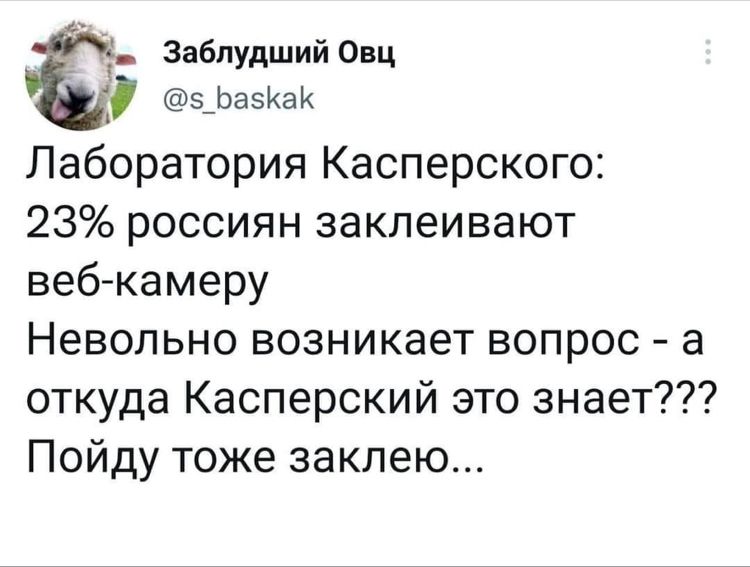 Заблудший Овц
@s_baskak
Лаборатория Касперского:
23% россиян заклеивают
веб-камеру
Невольно возникает вопрос - а
откуда Касперский это знает???
Пойду тоже заклею...